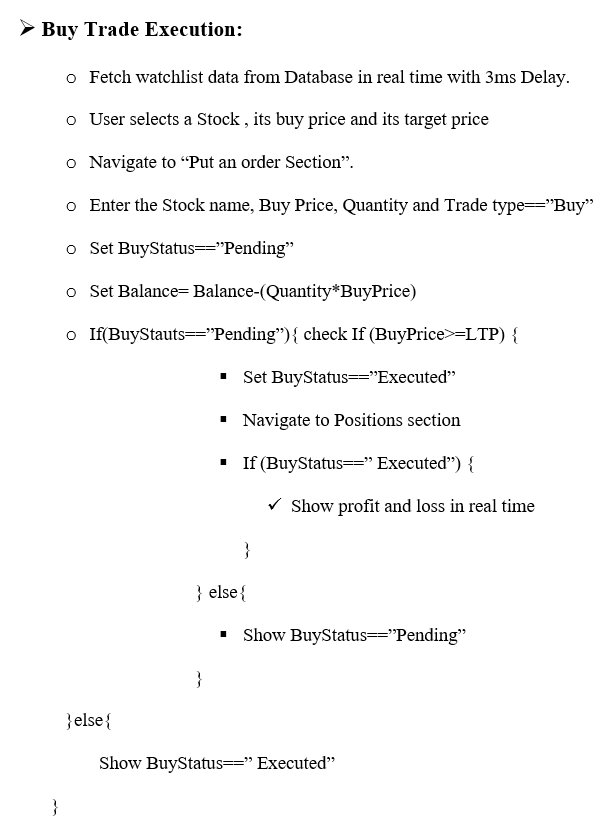 ➢ Buy Trade Execution:
o Fetch watchlist data from Database in real time with 3ms Delay.
o User selects a Stock , its buy price and its target price
o Navigate to “Put an order Section”.
o Enter the Stock name, Buy Price, Quantity and Trade type==”Buy”
o Set BuyStatus==”Pending”
o Set Balance= Balance-(Quantity*BuyPrice)
o If(BuyStauts==”Pending”){ check If (BuyPrice>=LTP) {
▪ Set BuyStatus==”Executed”
▪ Navigate to Positions section
▪ If (BuyStatus==” Executed”) {
✓ Show profit and loss in real time
}
} else{
▪ Show BuyStatus==”Pending”
}
}else{
Show BuyStatus==” Executed”
}